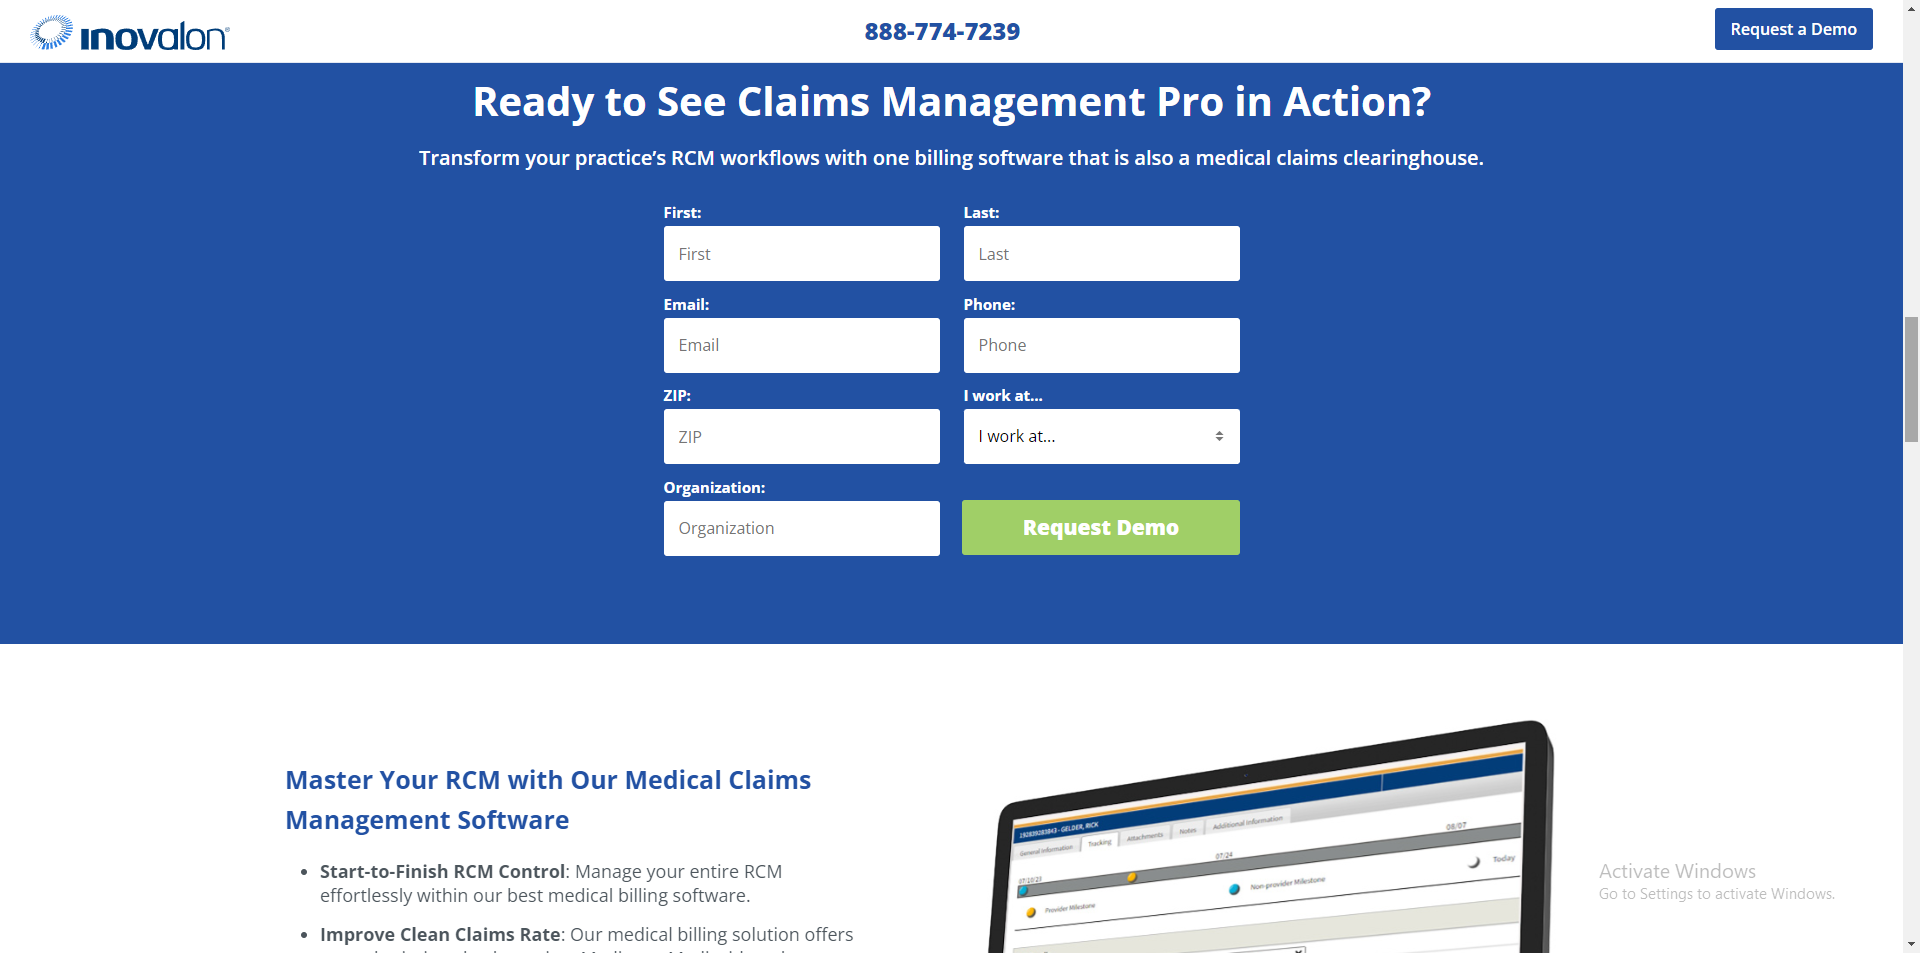 inovalon®
888-774-7239
Request a Demo
Ready to See Claims Management Pro in Action?
Transform your practice’s RCM workflows with one billing software that is also a medical claims clearinghouse.
First:
Last:
First
Last
Email:
Phone:
Email
Phone
ZIP:
I work at...
ZIP
I work at...
Organization:
Organization
Request Demo
Master Your RCM with Our Medical Claims
Management Software
• Start-to-Finish RCM Control: Manage your entire RCM
effortlessly within our best medical billing software.
• Improve Clean Claims Rate: Our medical billing solution offers
192839283843 - GELDER, RICK
General Information
Tracking
Attachments
Notes
Additional Information
07/10/23
07/24
08/07
Provider Milestone
Non-provider Milestone
Today
Activate Windows
Go to Settings to activate Windows.